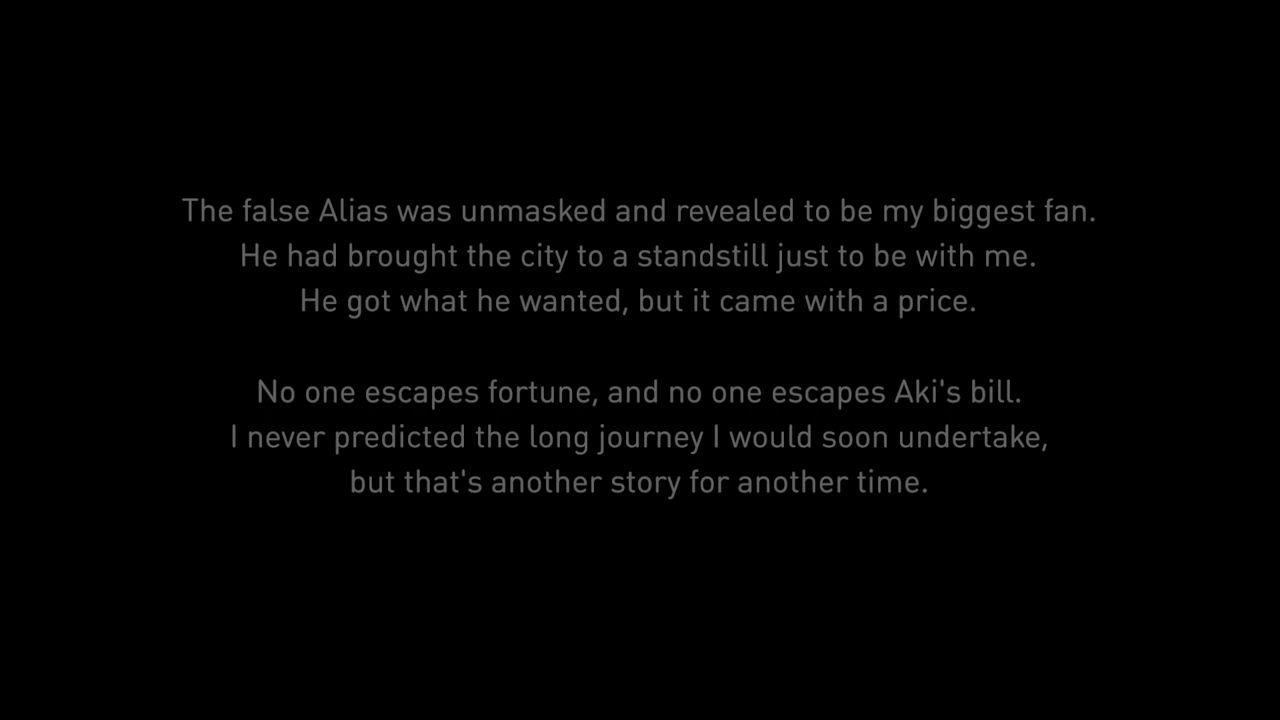 The false Alias was unmasked and revealed to be my biggest fan.
He had brought the city to a standstill just to be with me.
He got what he wanted, but it came with a price.
No one escapes fortune, and no one escapes Aki's bill.
I never predicted the long journey I would soon undertake,
but that's another story for another time.